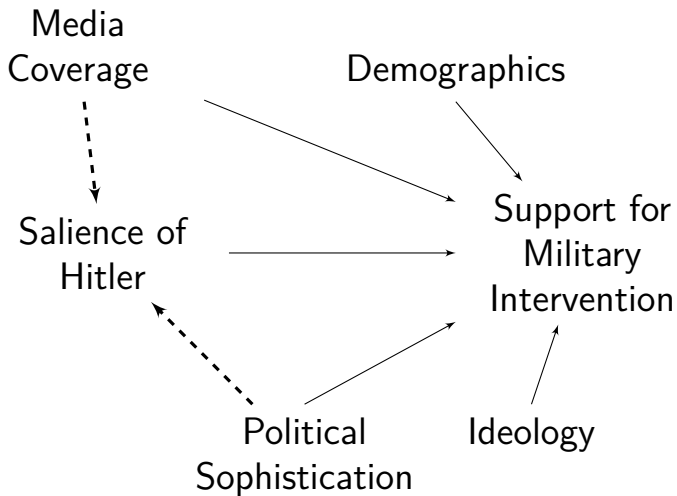 Media
Coverage
Demographics
Salience of
Hitler
Support for
Military
Intervention
Political
Sophistication
Ideology